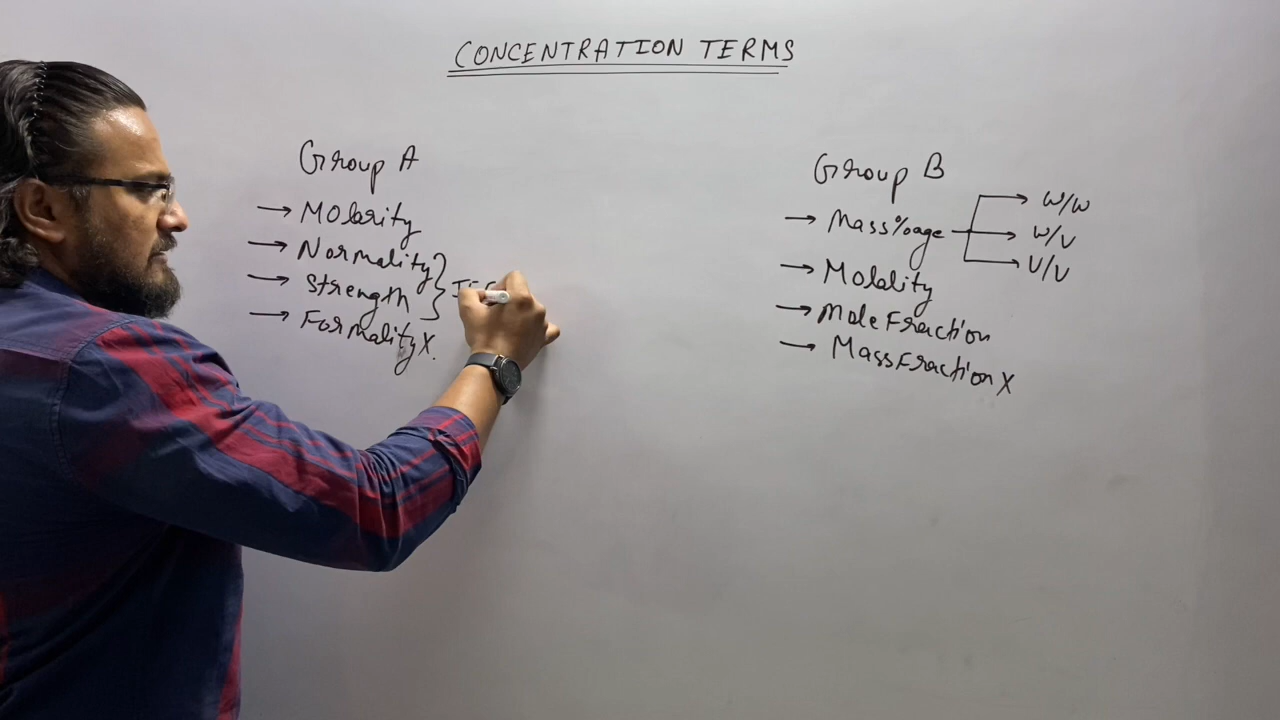 CONCENTRATION TERMS
Group A
→ Molarity
→ Normality
→ Strength
→ Formality X
Group B
→ Mass%age → w/w
→ w/v
→ v/v
→ Molality
→ Mole Fraction
→ Mass Fraction X